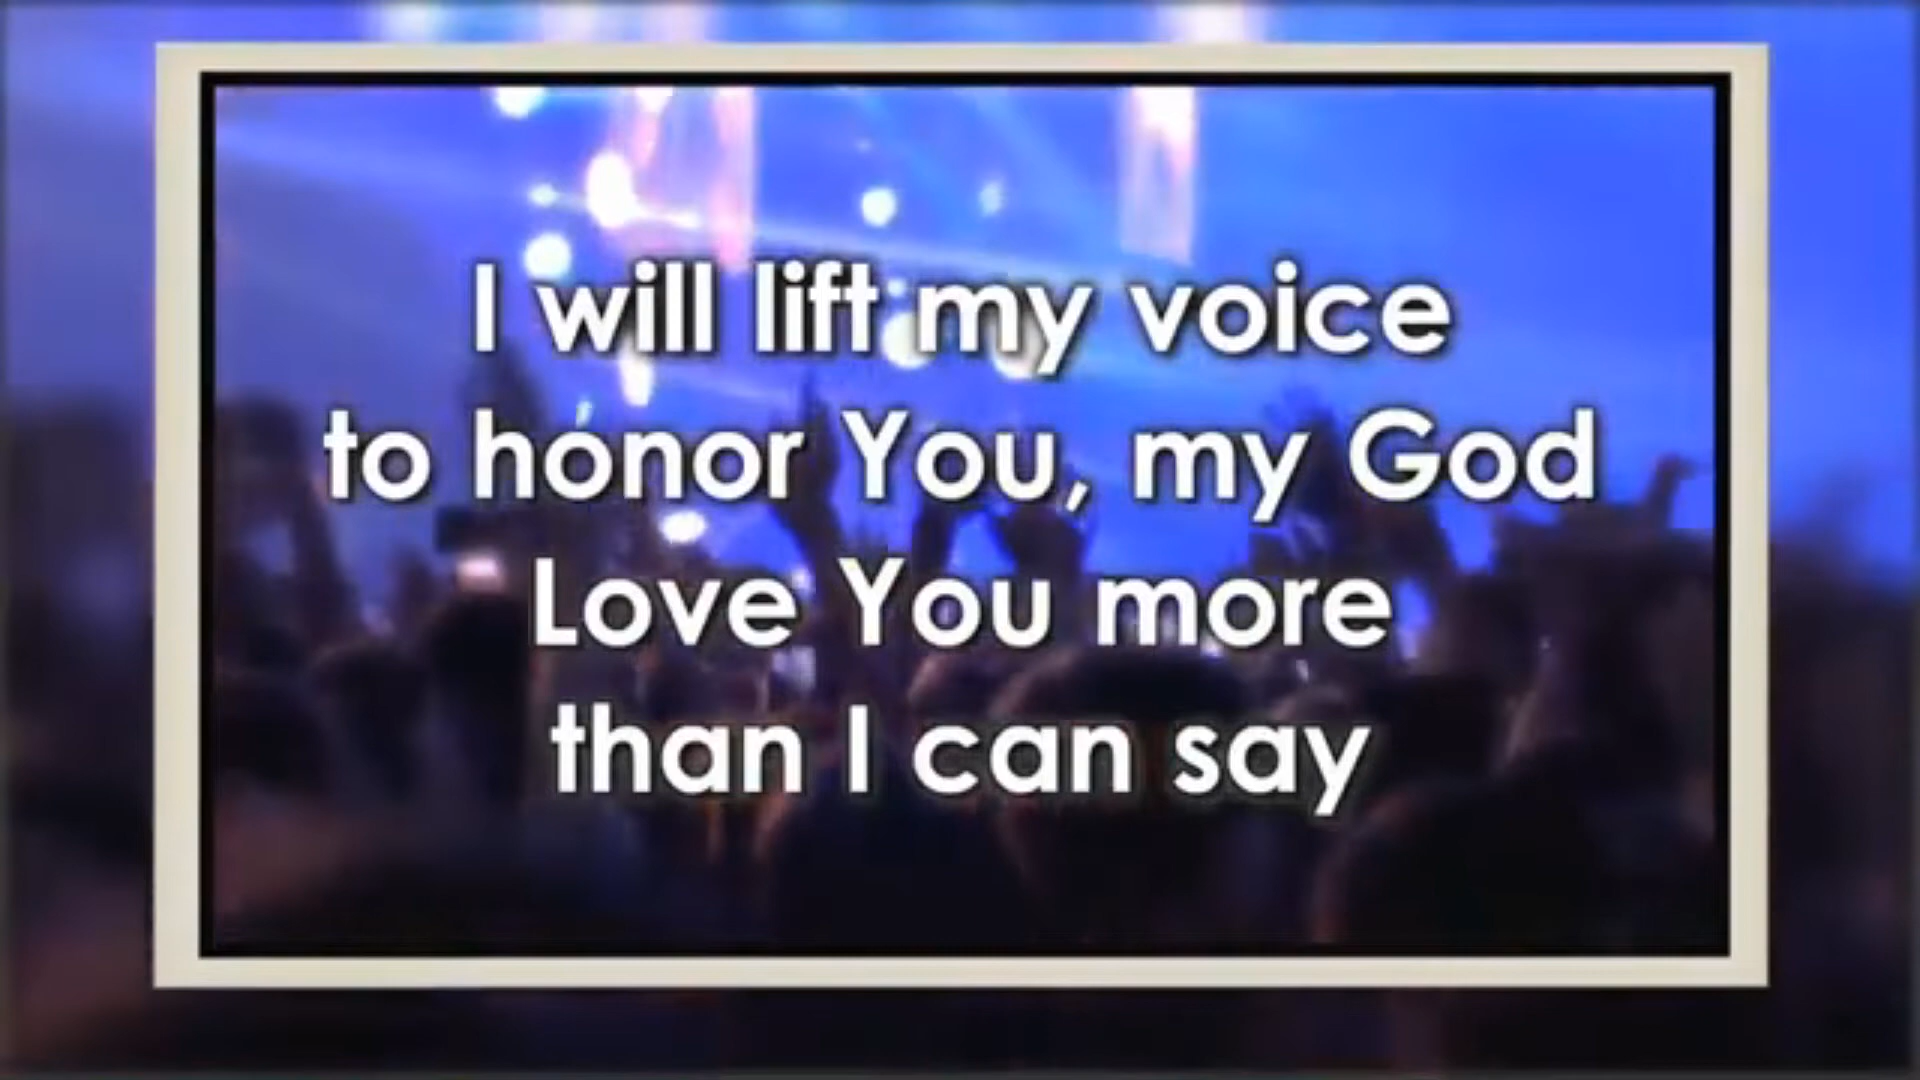 I will lift my voice
to honor You, my God
Love You more
than I can say